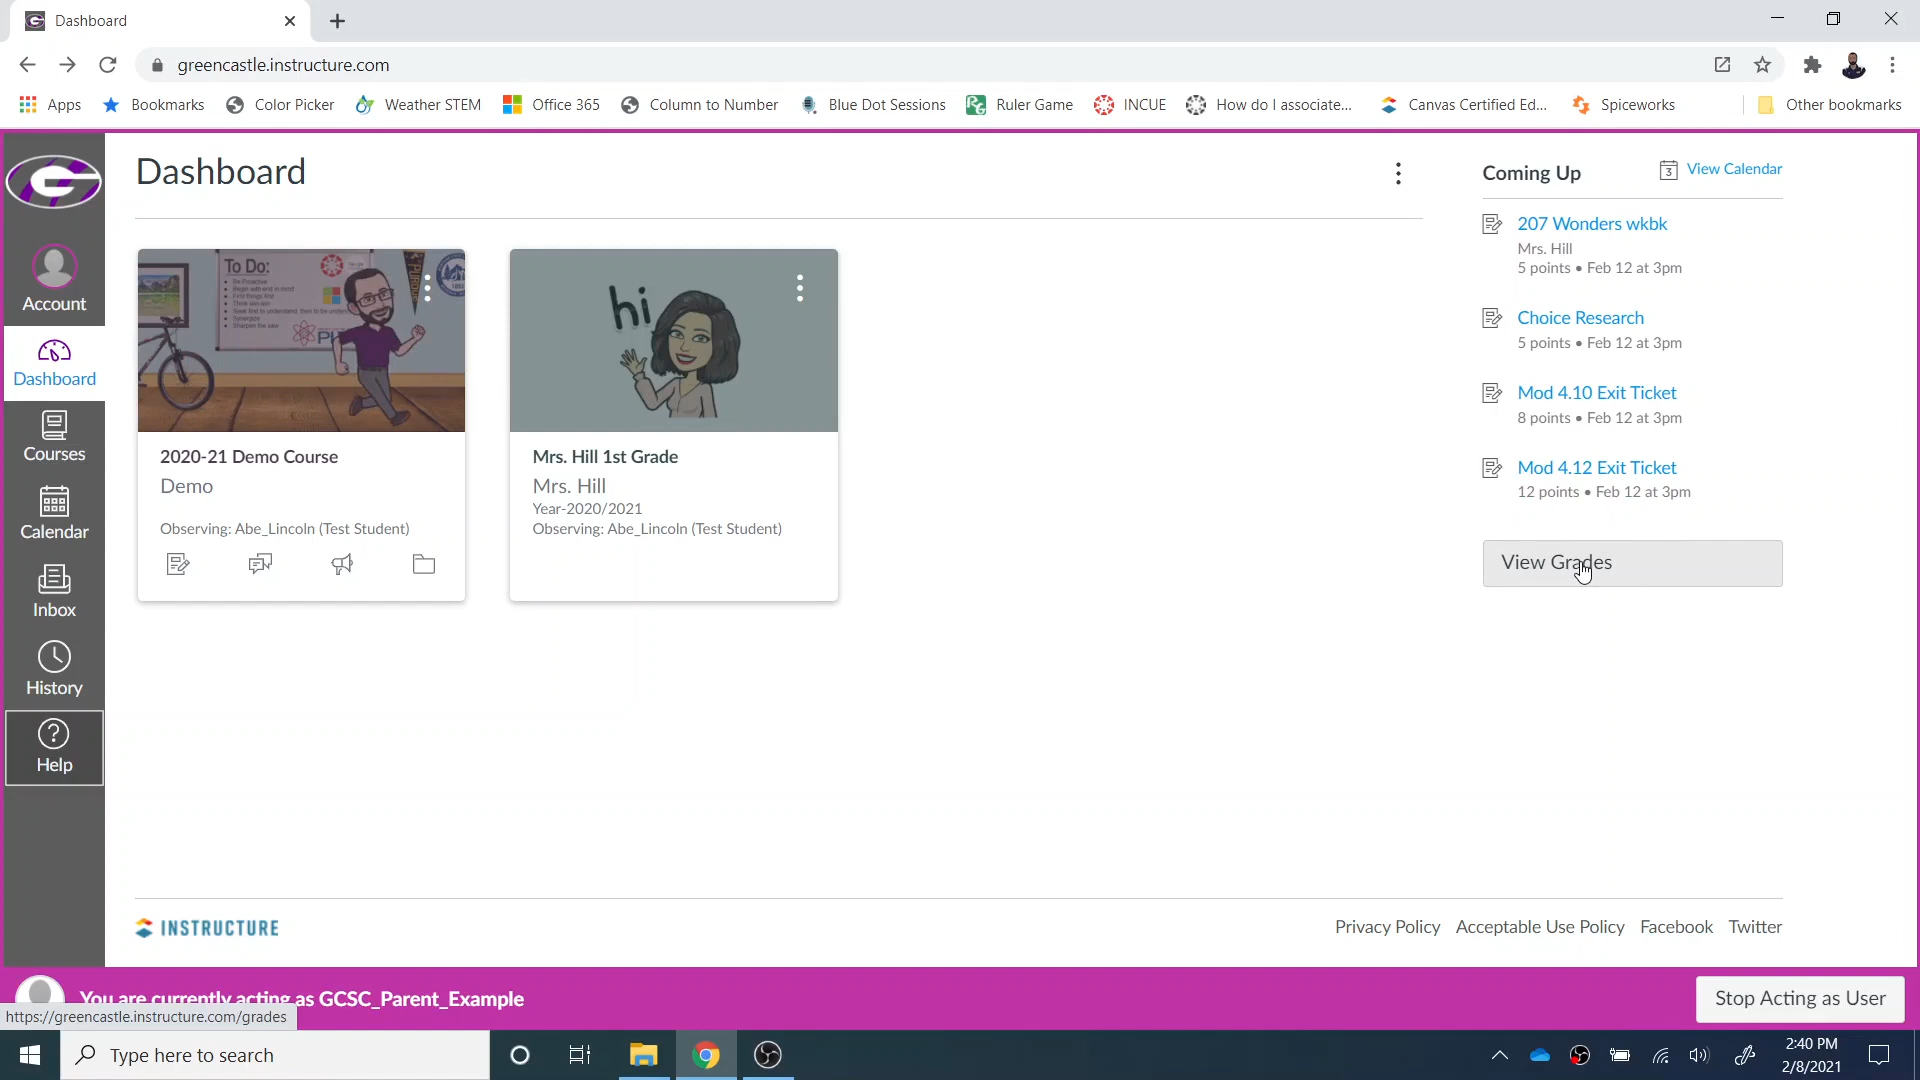 Dashboard
greencastle.instructure.com
Apps
Bookmarks
Color Picker
Weather STEM
Office 365
Column to Number
Blue Dot Sessions
Ruler Game
INCUE
How do I associate...
Canvas Certified Ed...
Spiceworks
Other bookmarks
Account
Dashboard
Courses
Calendar
Inbox
History
Help
Dashboard
To Do:
2020-21 Demo Course
Demo
Observing: Abe_Lincoln (Test Student)
hi
Mrs. Hill 1st Grade
Mrs. Hill
Year-2020/2021
Observing: Abe_Lincoln (Test Student)
Coming Up
3 View Calendar
207 Wonders wkbk
Mrs. Hill
5 points • Feb 12 at 3pm
Choice Research
5 points • Feb 12 at 3pm
Mod 4.10 Exit Ticket
8 points • Feb 12 at 3pm
Mod 4.12 Exit Ticket
12 points • Feb 12 at 3pm
View Grades
INSTRUCTURE
Privacy Policy Acceptable Use Policy Facebook Twitter
You are currently acting as GCSC_Parent_Example
Stop Acting as User
https://greencastle.instructure.com/grades
Type here to search
2:40 PM
2/8/2021